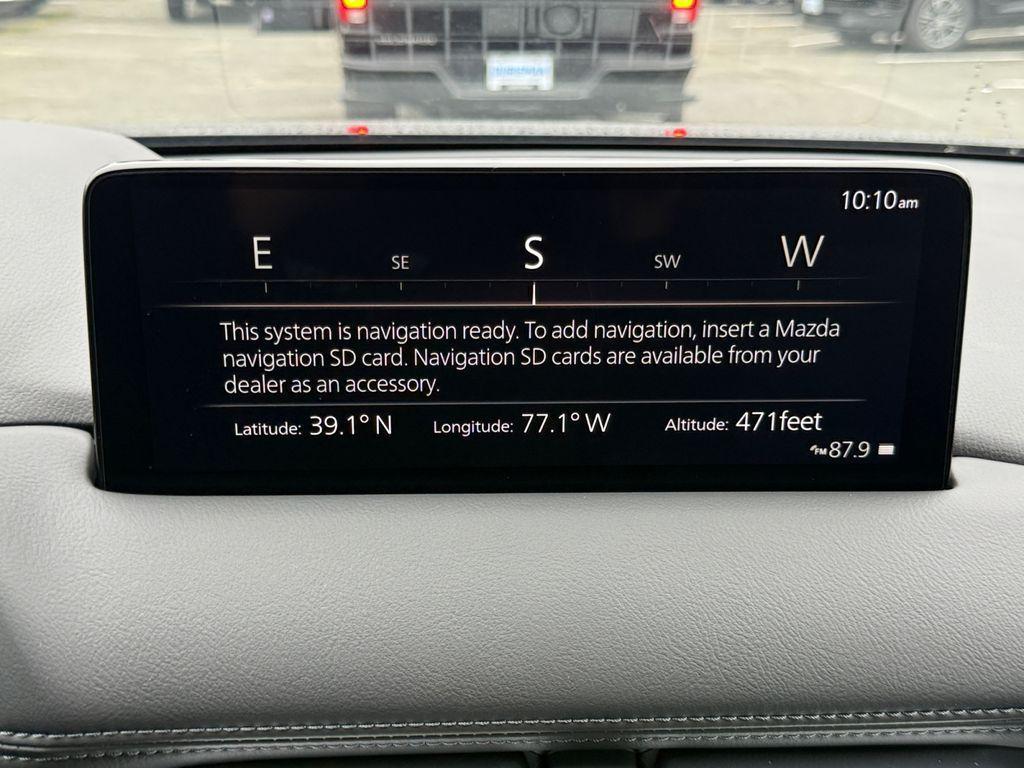 10:10am
E SE S SW W
This system is navigation ready. To add navigation, insert a Mazda
navigation SD card. Navigation SD cards are available from your
dealer as an accessory.
Latitude: 39.1° N Longitude: 77.1° W Altitude: 471feet
FM 87.9